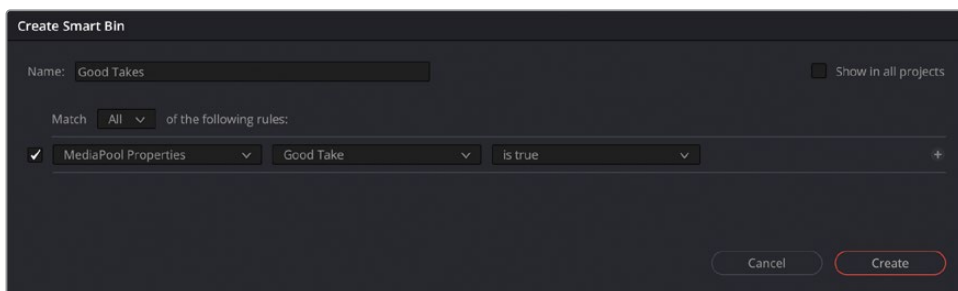 Create Smart Bin
Name: Good Takes
Show in all projects
Match All of the following rules:
MediaPool Properties Good Take is true
Cancel Create